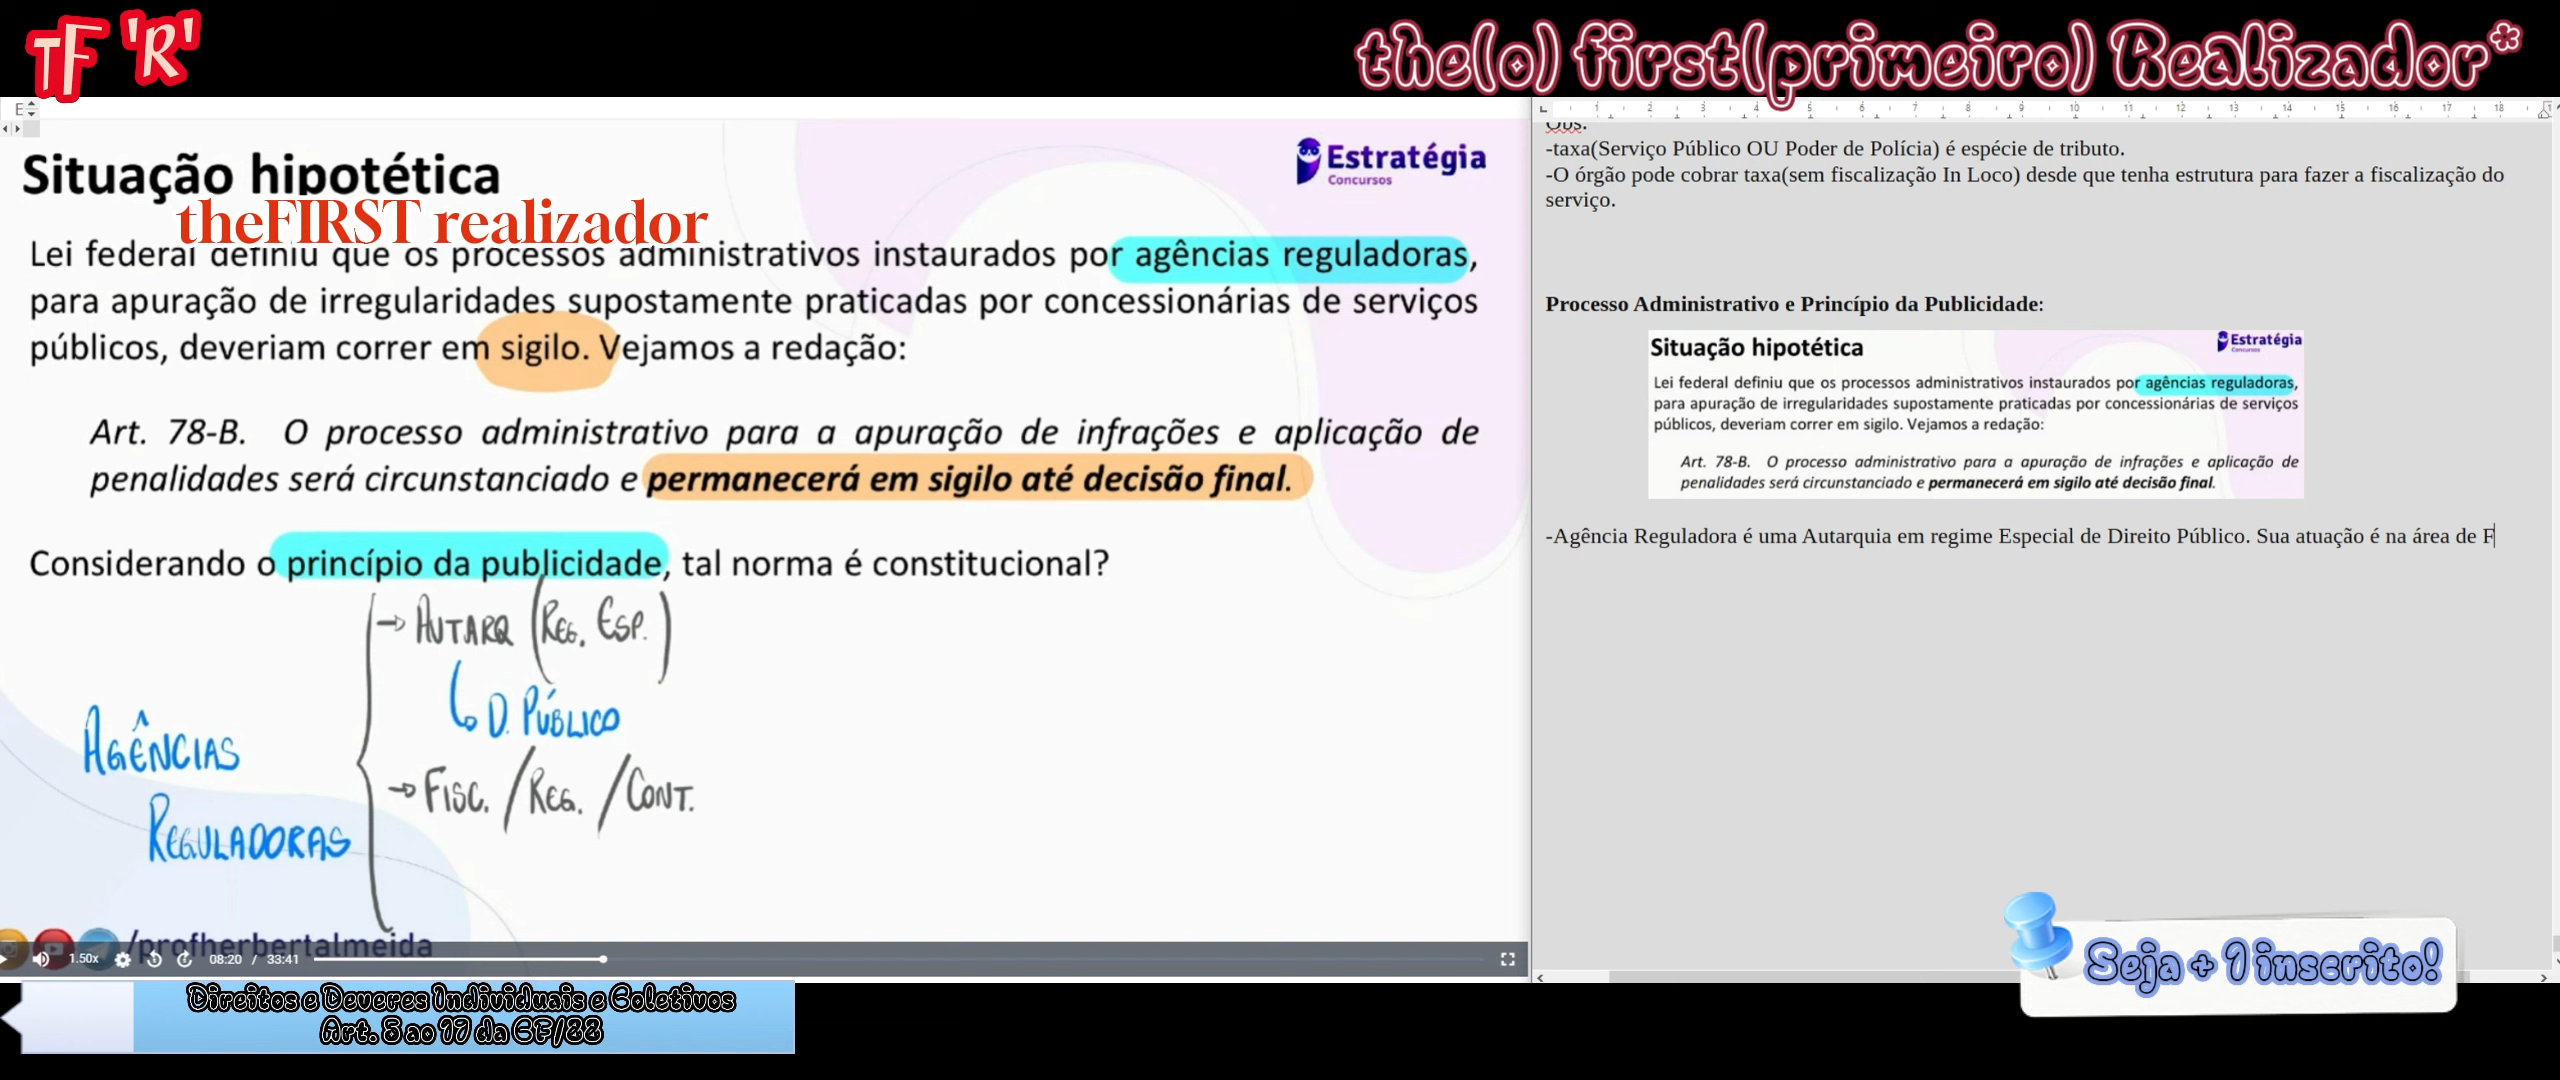 TF 'R'
the(o) first(primeiro) Realizador*
Situação hipotética
Estratégia
Concursos
theFIRST realizador
Lei federal definiu que os processos administrativos instaurados por agências reguladoras,
para apuração de irregularidades supostamente praticadas por concessionárias de serviços
públicos, deveriam correr em sigilo. Vejamos a redação:
Art. 78-B. O processo administrativo para a apuração de infrações e aplicação de
penalidades será circunstanciado e permanecerá em sigilo até decisão final.
Considerando o princípio da publicidade, tal norma é constitucional?
→ AUTARQ (REG. ESP.)
D. PÚBLICO
AGÊNCIAS
REGULADORAS
→ FISC. / REG. / CONT.
/profherbertalmeida
1.50x 08:20 / 33:41
Direitos e Deveres Individuais e Coletivos
Obs.
-taxa(Serviço Público OU Poder de Polícia) é espécie de tributo.
-O órgão pode cobrar taxa(sem fiscalização In Loco) desde que tenha estrutura para fazer a fiscalização do
serviço.
Processo Administrativo e Princípio da Publicidade:
Situação hipotética
Estratégia
Concursos
Lei federal definiu que os processos administrativos instaurados por agências reguladoras,
para apuração de irregularidades supostamente praticadas por concessionárias de serviços
públicos, deveriam correr em sigilo. Vejamos a redação:
Art. 78-B. O processo administrativo para a apuração de infrações e aplicação de
penalidades será circunstanciado e permanecerá em sigilo até decisão final.
-Agência Reguladora é uma Autarquia em regime Especial de Direito Público. Sua atuação é na área de F
Seja + 1 inscrito!